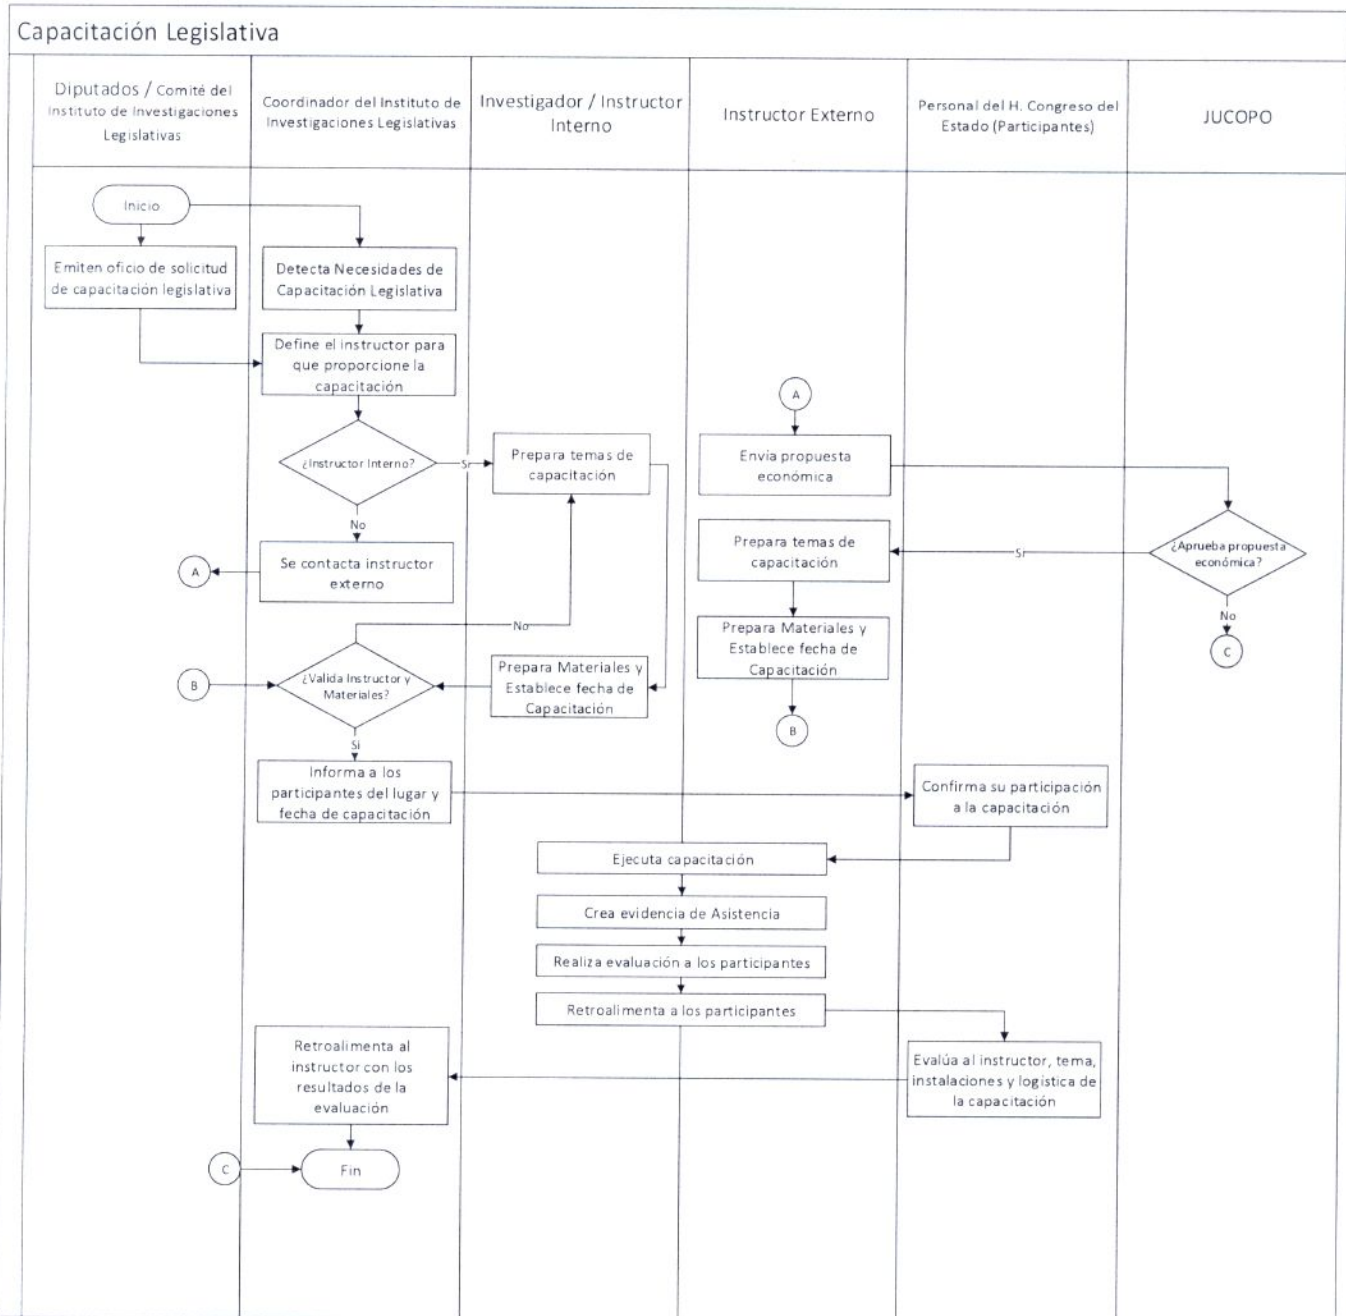 Capacitación Legislativa
Diputados / Comité del
Instituto de Investigaciones
Legislativas
Coordinador del Instituto de
Investigaciones Legislativas
Investigador / Instructor
Interno
Instructor Externo
Personal del H. Congreso del
Estado (Participantes)
JUCOPO
Inicio
Emiten oficio de solicitud
de capacitación legislativa
Detecta Necesidades de
Capacitación Legislativa
Define el instructor para
que proporcione la
capacitación
A
¿Instructor Interno?
Si
Prepara temas de
capacitación
Envía propuesta
económica
No
Se contacta instructor
externo
A
Prepara temas de
capacitación
Si
¿Aprueba propuesta
económica?
No
C
No
Prepara Materiales y
Establece fecha de
Capacitación
B
¿Valida Instructor y
Materiales?
Prepara Materiales y
Establece fecha de
Capacitación
B
Si
Informa a los
participantes del lugar y
fecha de capacitación
Confirma su participación
a la capacitación
Ejecuta capacitación
Crea evidencia de Asistencia
Realiza evaluación a los participantes
Retroalimenta a los participantes
Retroalimenta al
instructor con los
resultados de la
evaluación
Evalúa al instructor, tema,
instalaciones y logística de
la capacitación
C
Fin